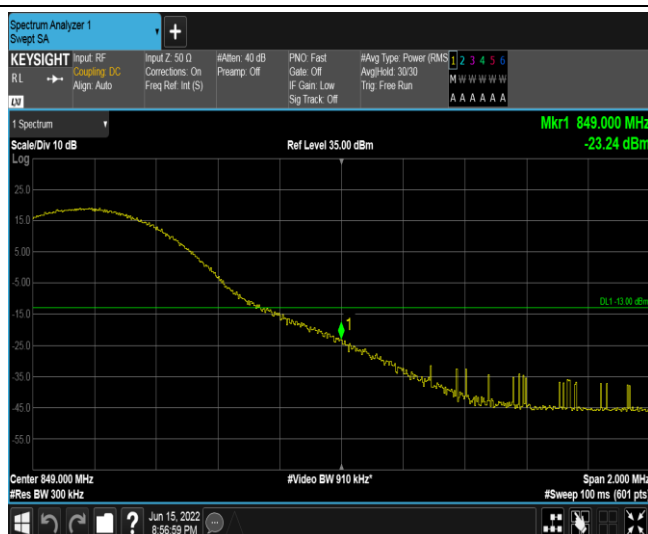 Spectrum Analyzer 1
Swept SA
KEYSIGHT
RL
LXI
Input: RF
Coupling: DC
Align: Auto
Input Z: 50 Ω
Corrections: On
Freq Ref: Int (S)
#Atten: 40 dB
Preamp: Off
PNO: Fast
Gate: Off
IF Gain: Low
Sig Track: Off
#Avg Type: Power (RMS
Avg|Hold: 30/30
Trig: Free Run
1 2 3 4 5 6
M W W W W W
A A A A A A
1 Spectrum
Mkr1 849.000 MHz
Scale/Div 10 dB
Ref Level 35.00 dBm
-23.24 dBm
Log
25.0
15.0
5.00
-5.00
DL1 -13.00 dBm
-15.0
1
-25.0
-35.0
-45.0
-55.0
Center 849.000 MHz
#Video BW 910 kHz*
Span 2.000 MHz
#Res BW 300 kHz
#Sweep 100 ms (601 pts)
?
Jun 15, 2022
8:56:59 PM